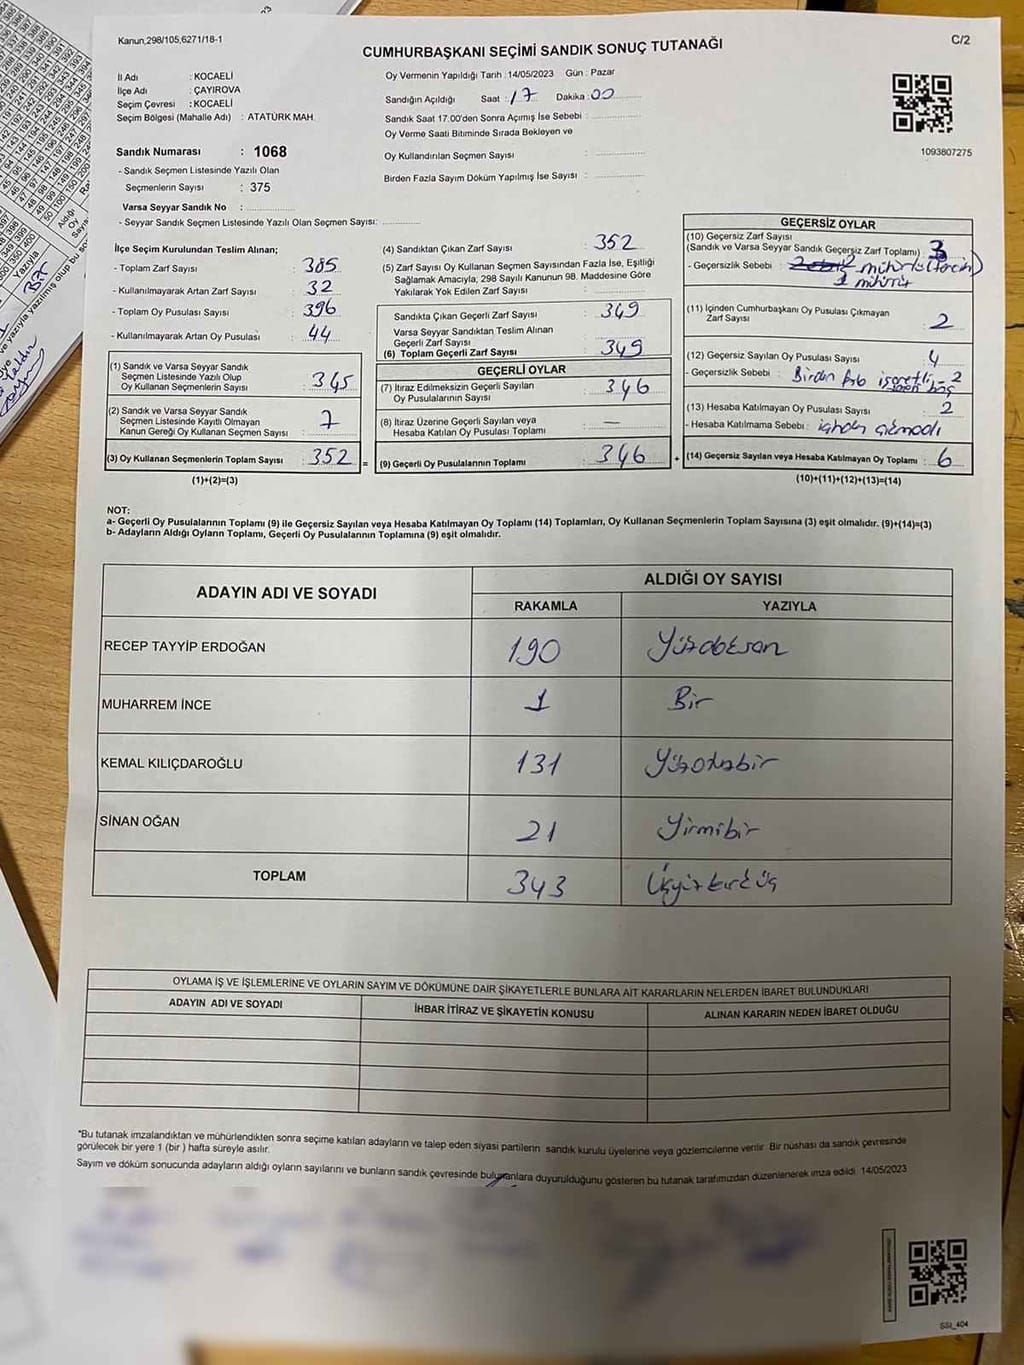 Kanun,298/105,6271/18-1
C/2
CUMHURBAŞKANI SEÇİMİ SANDIK SONUÇ TUTANAĞI
İl Adı : KOCAELİ
İlçe Adı : ÇAYIROVA
Seçim Çevresi : KOCAELİ
Seçim Bölgesi (Mahalle Adı) : ATATÜRK MAH.
Sandık Numarası : 1068
- Sandık Seçmen Listesinde Yazılı Olan
Seçmenlerin Sayısı : 375
Varsa Seyyar Sandık No :
- Seyyar Sandık Seçmen Listesinde Yazılı Olan Seçmen Sayısı:
Oy Vermenin Yapıldığı Tarih : 14/05/2023 Gün : Pazar
Sandığın Açıldığı Saat : 17 Dakika : 00
Sandık Saat 17.00'den Sonra Açımış İse Sebebi :
Oy Verme Saati Bitiminde Sırada Bekleyen ve
Oy Kullandırılan Seçmen Sayısı :
Birden Fazla Sayım Döküm Yapılmış İse Sayısı :
1093807275
İlçe Seçim Kurulundan Teslim Alınan;
- Toplam Zarf Sayısı : 385
- Kullanılmayarak Artan Zarf Sayısı : 32
- Toplam Oy Pusulası Sayısı : 396
- Kullanılmayarak Artan Oy Pusulası : 44
(1) Sandık ve Varsa Seyyar Sandık
Seçmen Listesinde Yazılı Olup
Oy Kullanan Seçmenlerin Sayısı : 345
(2) Sandık ve Varsa Seyyar Sandık
Seçmen Listesinde Kayıtlı Olmayan
Kanun Gereği Oy Kullanan Seçmen Sayısı : 7
(3) Oy Kullanan Seçmenlerin Toplam Sayısı : 352 =
(1)+(2)=(3)
(4) Sandıktan Çıkan Zarf Sayısı : 352
(5) Zarf Sayısı Oy Kullanan Seçmen Sayısından Fazla İse, Eşitliği
Sağlamak Amacıyla, 298 Sayılı Kanunun 98. Maddesine Göre
Yakılarak Yok Edilen Zarf Sayısı :
Sandıkta Çıkan Geçerli Zarf Sayısı : 349
Varsa Seyyar Sandıktan Teslim Alınan
Geçerli Zarf Sayısı :
(6) Toplam Geçerli Zarf Sayısı : 349
GEÇERLİ OYLAR
(7) İtiraz Edilmeksizin Geçerli Sayılan
Oy Pusulalarının Sayısı : 346
(8) İtiraz Üzerine Geçerli Sayılan veya
Hesaba Katılan Oy Pusulası Toplamı : —
(9) Geçerli Oy Pusulalarının Toplamı : 346 +
GEÇERSİZ OYLAR
(10) Geçersiz Zarf Sayısı
(Sandık ve Varsa Seyyar Sandık Geçersiz Zarf Toplamı) : 3
- Geçersizlik Sebebi : 2 mühür (tercih)
1 mühür
(11) İçinden Cumhurbaşkanı Oy Pusulası Çıkmayan
Zarf Sayısı : 2
(12) Geçersiz Sayılan Oy Pusulası Sayısı : 4
- Geçersizlik Sebebi : Birden fazla işaretli - 2
boş
(13) Hesaba Katılmayan Oy Pusulası Sayısı : 2
- Hesaba Katılmama Sebebi : içinden çıkmadı
(14) Geçersiz Sayılan veya Hesaba Katılmayan Oy Toplamı : 6
(10)+(11)+(12)+(13)=(14)
NOT:
a- Geçerli Oy Pusulalarının Toplamı (9) ile Geçersiz Sayılan veya Hesaba Katılmayan Oy Toplamı (14) Toplamları, Oy Kullanan Seçmenlerin Toplam Sayısına (3) eşit olmalıdır. (9)+(14)=(3)
b- Adayların Aldığı Oyların Toplamı, Geçerli Oy Pusulalarının Toplamına (9) eşit olmalıdır.
ADAYIN ADI VE SOYADI
ALDIĞI OY SAYISI
RAKAMLA YAZIYLA
RECEP TAYYİP ERDOĞAN 190 Yüzdoksan
MUHARREM İNCE 1 Bir
KEMAL KILIÇDAROĞLU 131 Yüzotuzbir
SİNAN OĞAN 21 Yirmibir
TOPLAM 343 Üçyüzkırküç
OYLAMA İŞ VE İŞLEMLERİNE VE OYLARIN SAYIM VE DÖKÜMÜNE DAİR ŞİKAYETLERLE BUNLARA AİT KARARLARIN NELERDEN İBARET BULUNDUKLARI
ADAYIN ADI VE SOYADI İHBAR İTİRAZ VE ŞİKAYETİN KONUSU ALINAN KARARIN NEDEN İBARET OLDUĞU
*Bu tutanak imzalandıktan ve mühürlendikten sonra seçime katılan adayların ve talep eden siyasi partilerin sandık kurulu üyelerine veya gözlemcilerine verilir. Bir nüshası da sandık çevresinde
görülecek bir yere 1 (bir ) hafta süreyle asılır.
Sayım ve döküm sonucunda adayların aldığı oyların sayılarını ve bunların sandık çevresinde bulunanlara duyurulduğunu gösteren bu tutanak tarafımızdan düzenlenerek imza edildi. 14/05/2023
SSI_404